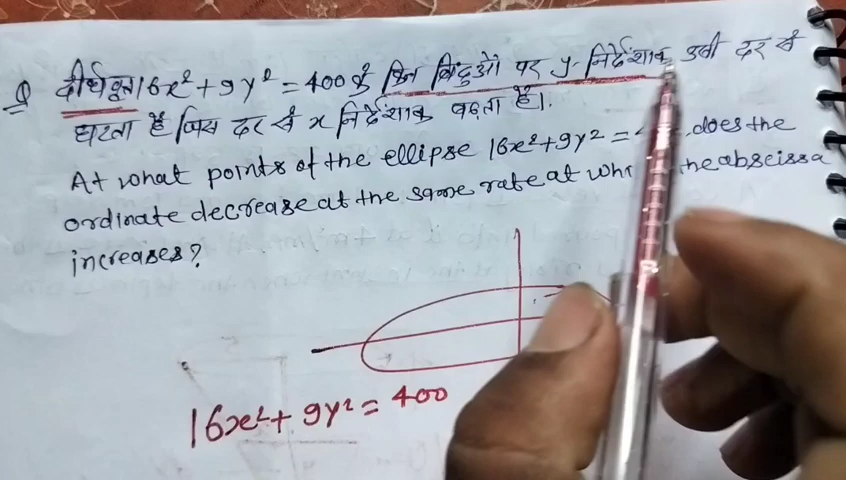 Q दीर्घवृत्त 16x² + 9y² = 400 के किन बिंदुओं पर y-निर्देशांक उसी दर से
घटता है जिस दर से x निर्देशांक बढ़ता है।
At what points of the ellipse 16x² + 9y² = does the
ordinate decrease at the same rate at the abscissa
increases?
16x² + 9y² = 400